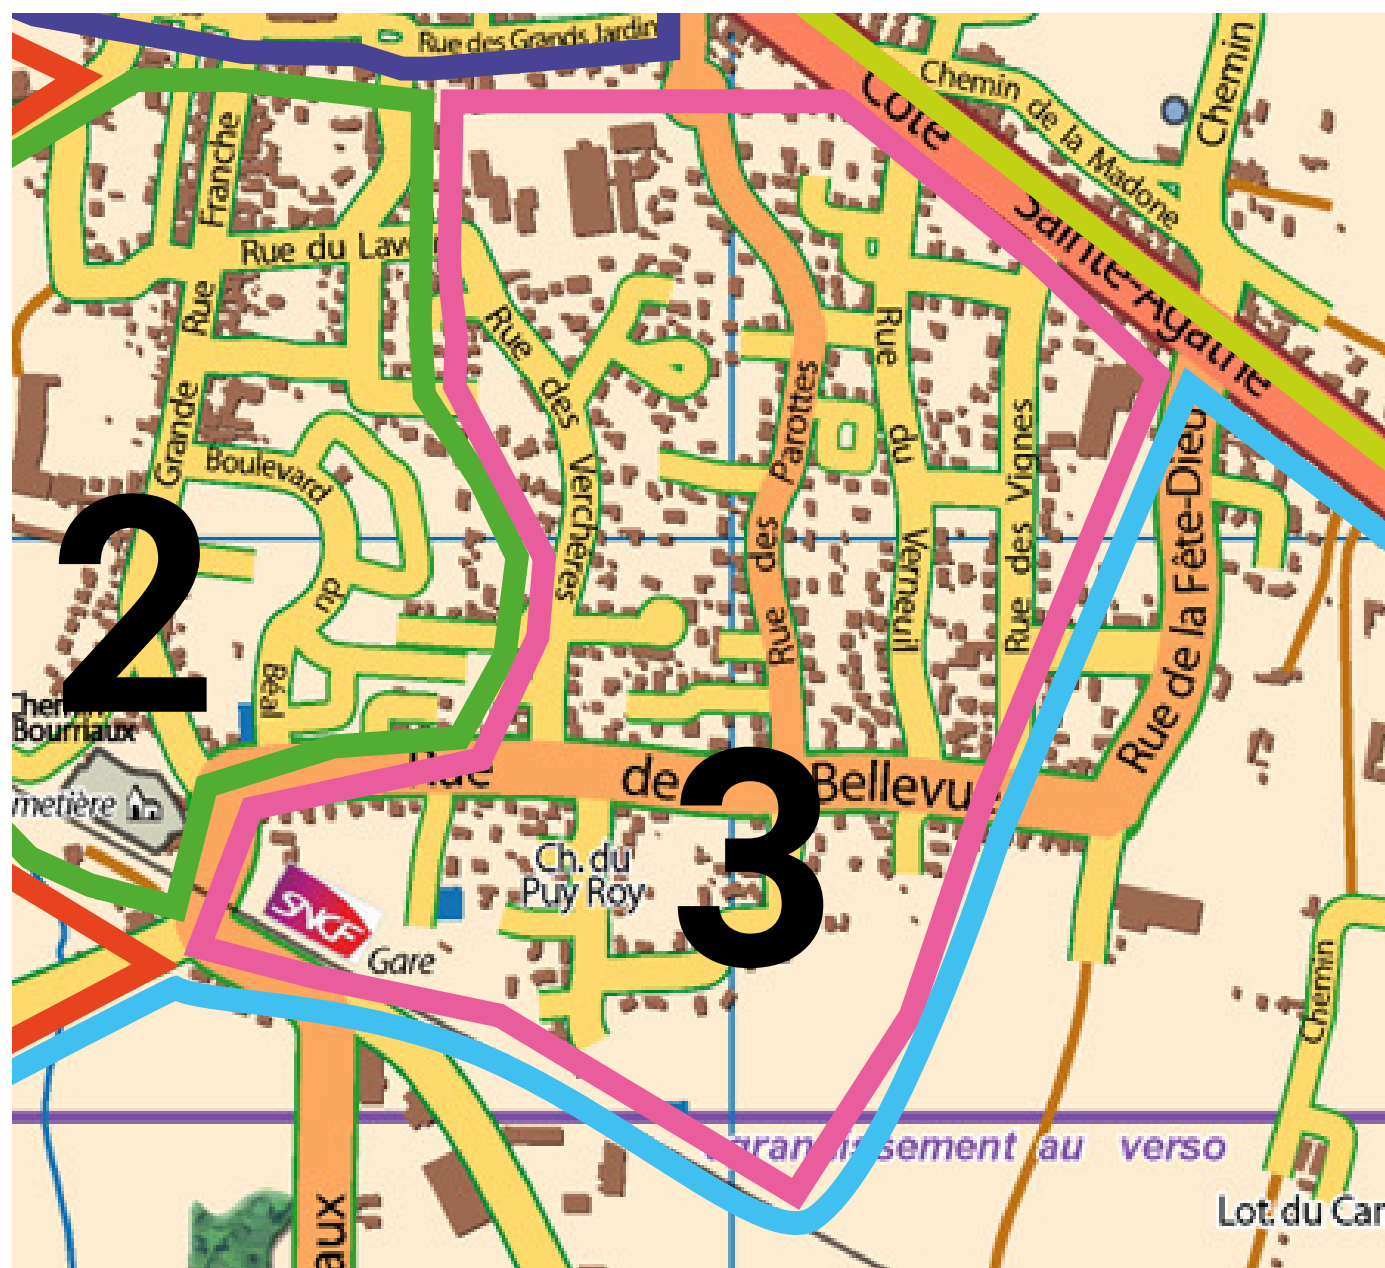 Rue des Grands Jardin
Chemin de la Madone
Chemin
Côte
Sainte-Agathe
Franche
Rue du Lav
Rue
Grande
Boulevard
du
Béal
Rue
des
Verchères
Rue
des
Parottes
Rue
du
Verneuil
Rue des Vignes
Rue de la Fête-Dieu
2
Bourriaux
metière
Rue de Bellevue
3
Ch. du
Puy Roy
SNCF
Gare
Chemin
au verso
Lot. du Car
aux